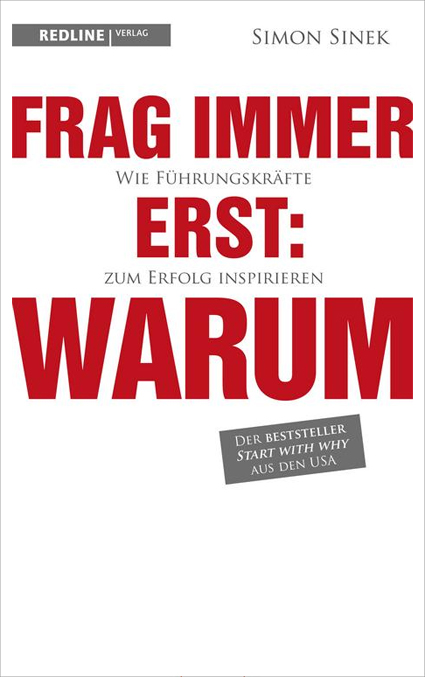 REDLINE | VERLAG
SIMON SINEK
FRAG IMMER
WIE FÜHRUNGSKRÄFTE
ERST:
ZUM ERFOLG INSPIRIEREN
WARUM
DER BESTSELLER
START WITH WHY
AUS DEN USA